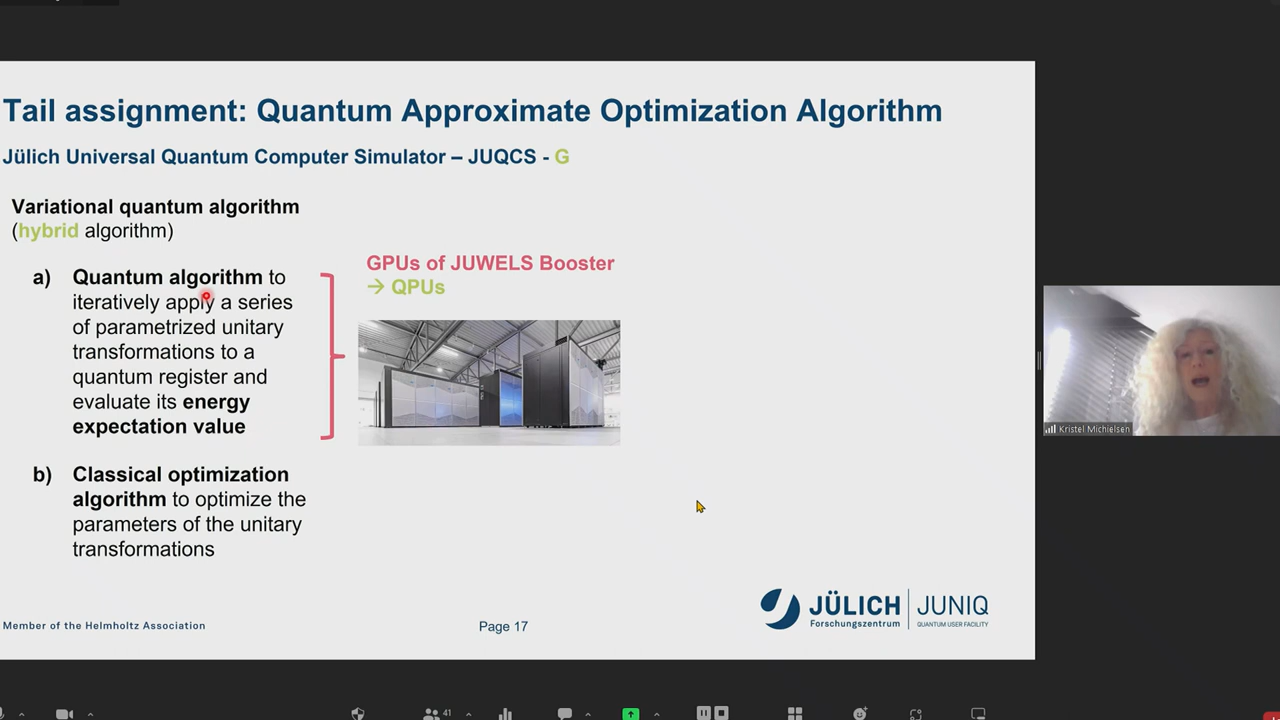 Tail assignment: Quantum Approximate Optimization Algorithm
Jülich Universal Quantum Computer Simulator – JUQCS - G
Variational quantum algorithm
(hybrid algorithm)
a) Quantum algorithm to
iteratively apply a series
of parametrized unitary
transformations to a
quantum register and
evaluate its energy
expectation value
GPUs of JUWELS Booster
→ QPUs
b) Classical optimization
algorithm to optimize the
parameters of the unitary
transformations
Kristel Michielsen
JÜLICH
Forschungszentrum
JUNIQ
QUANTUM USER FACILITY
Member of the Helmholtz Association
Page 17
41